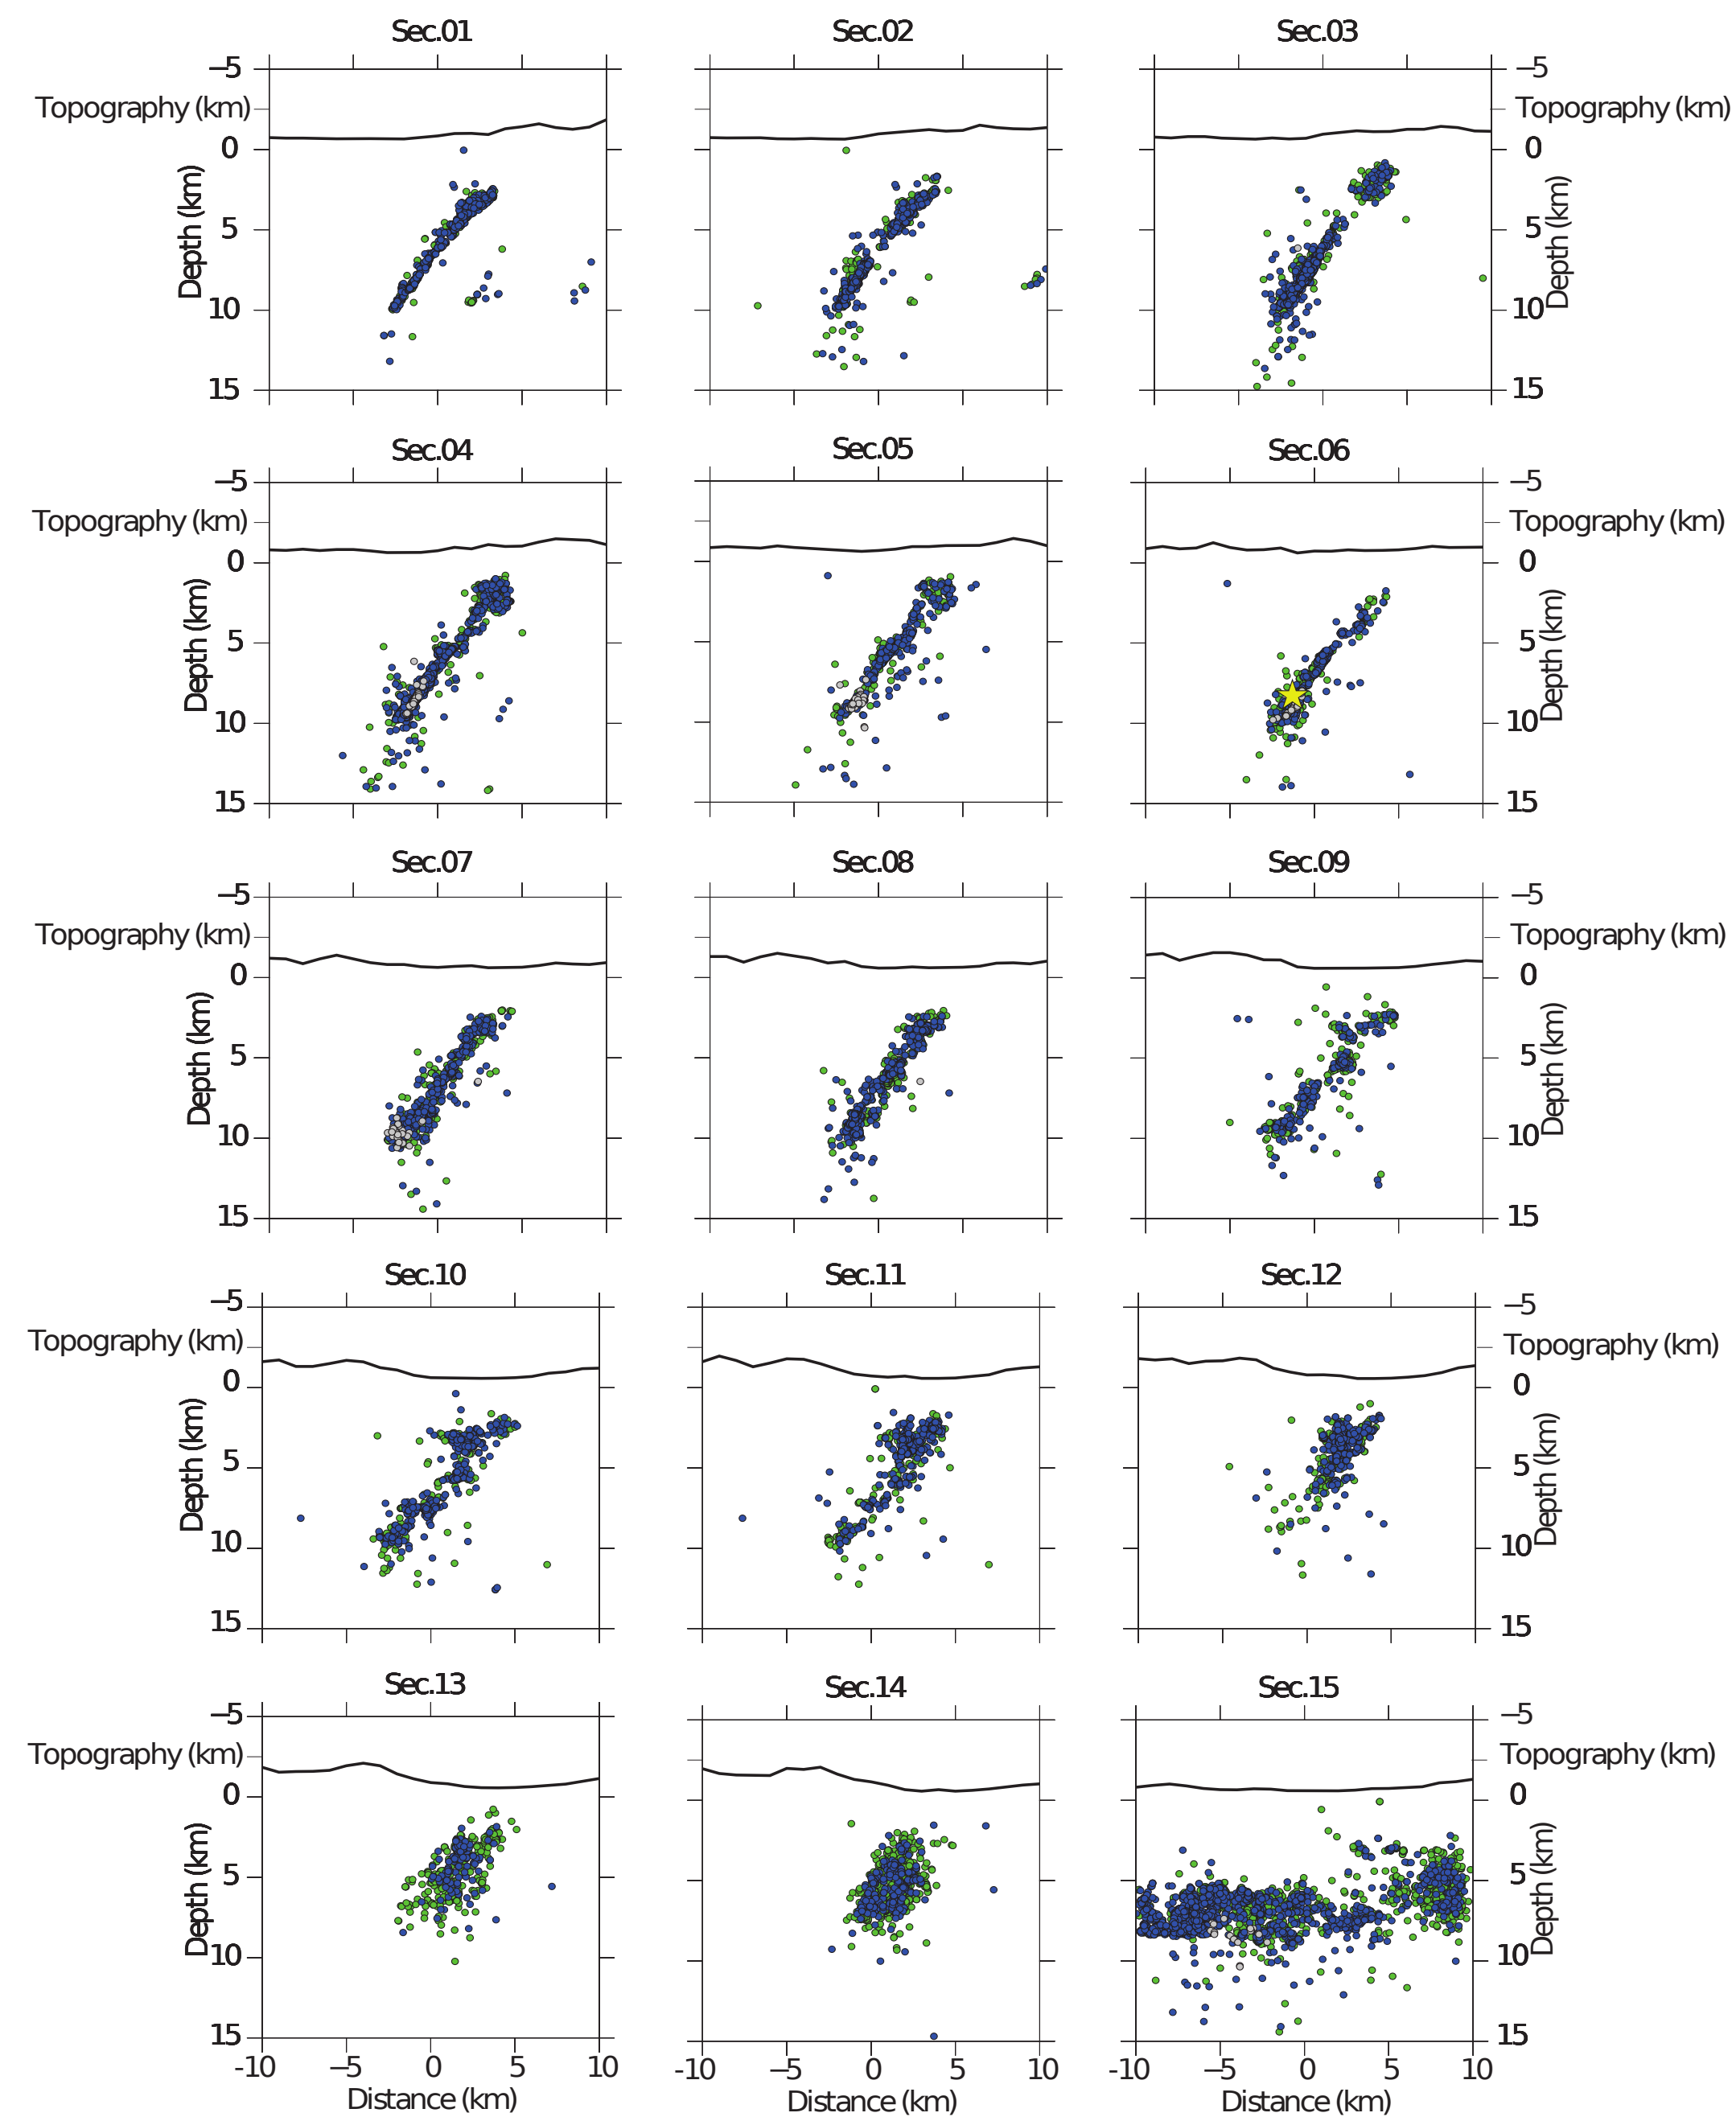 Sec.01 Sec.02 Sec.03
−5 −5
Topography (km) Topography (km)
0 0
Depth (km) Depth (km)
5 5
10 10
15 15
Sec.04 Sec.05 Sec.06
−5 −5
Topography (km) Topography (km)
0 0
Depth (km) Depth (km)
5 5
10 10
15 15
Sec.07 Sec.08 Sec.09
−5 −5
Topography (km) Topography (km)
0 0
Depth (km) Depth (km)
5 5
10 10
15 15
Sec.10 Sec.11 Sec.12
−5 −5
Topography (km) Topography (km)
0 0
Depth (km) Depth (km)
5 5
10 10
15 15
Sec.13 Sec.14 Sec.15
−5 −5
Topography (km) Topography (km)
0 0
Depth (km) Depth (km)
5 5
10 10
15 15
-10 −5 0 5 10 -10 −5 0 5 10 -10 −5 0 5 10
Distance (km) Distance (km) Distance (km)